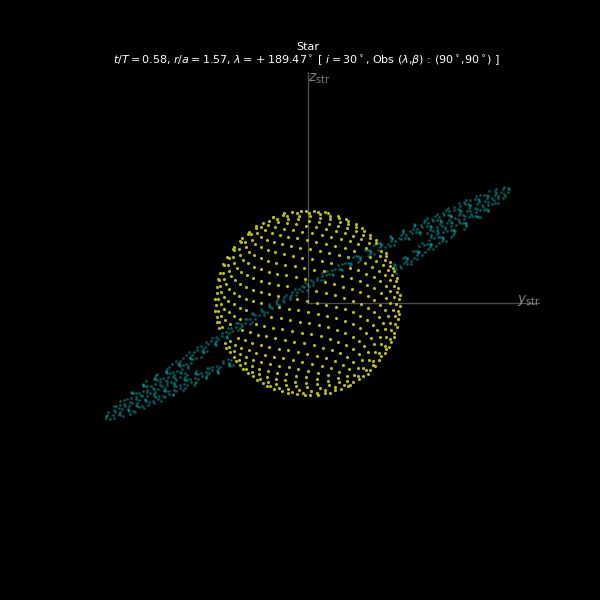 Star
t/T = 0.58, r/a = 1.57, λ = +189.47° [ i = 30°, Obs (λ,β) : (90°,90°) ]
z_str
y_str